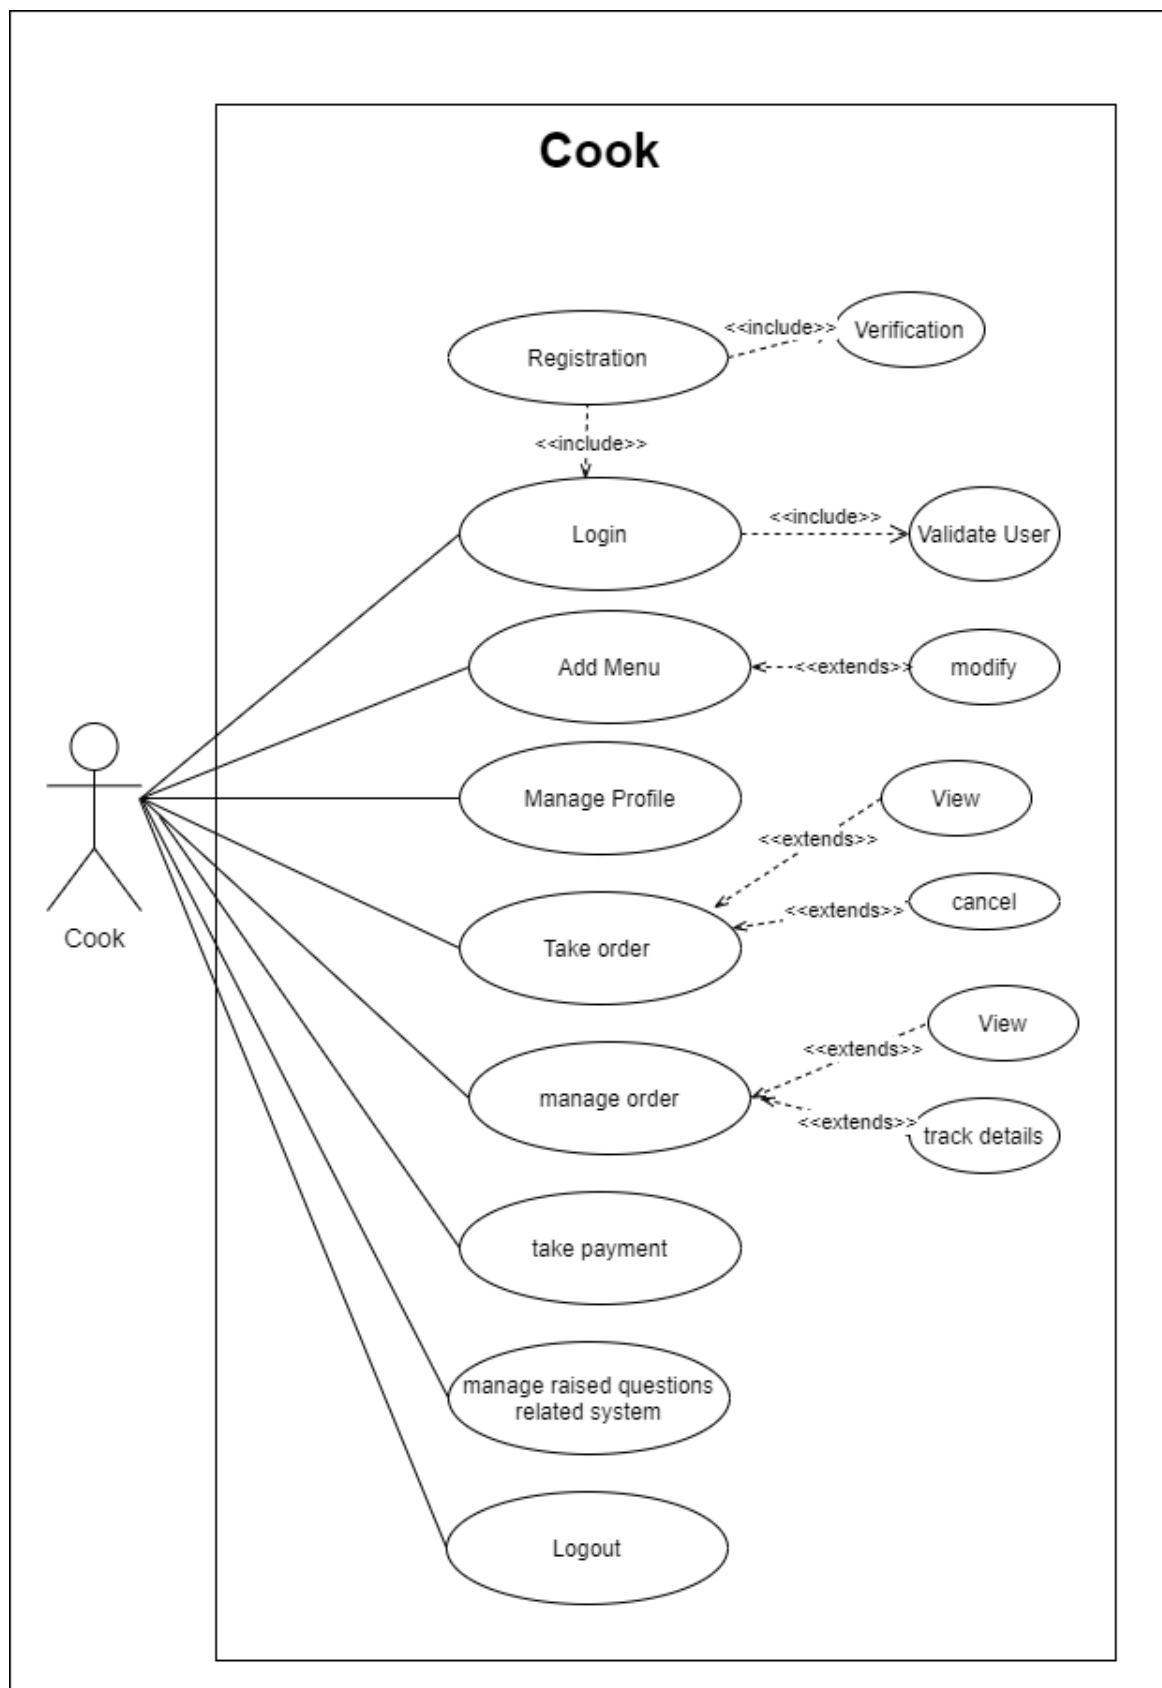 Cook
<<include>>
Verification
Registration
<<include>>
Login
<<include>>
Validate User
Add Menu
<<extends>>
modify
Manage Profile
View
<<extends>>
cancel
<<extends>>
Take order
Cook
View
<<extends>>
manage order
<<extends>>
track details
take payment
manage raised questions
related system
Logout